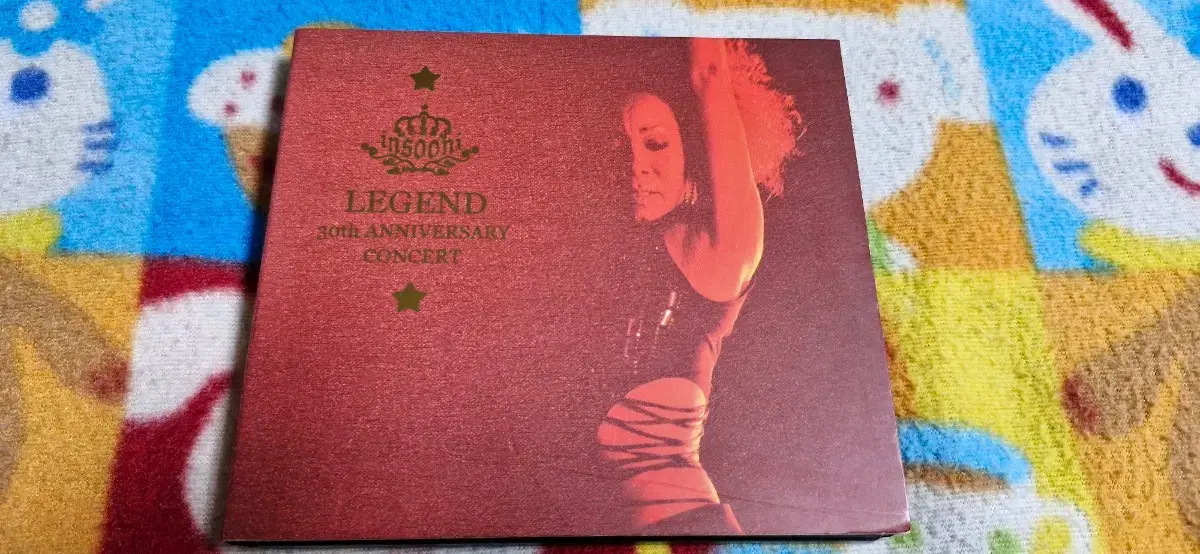 insooni
LEGEND
30th ANNIVERSARY
CONCERT